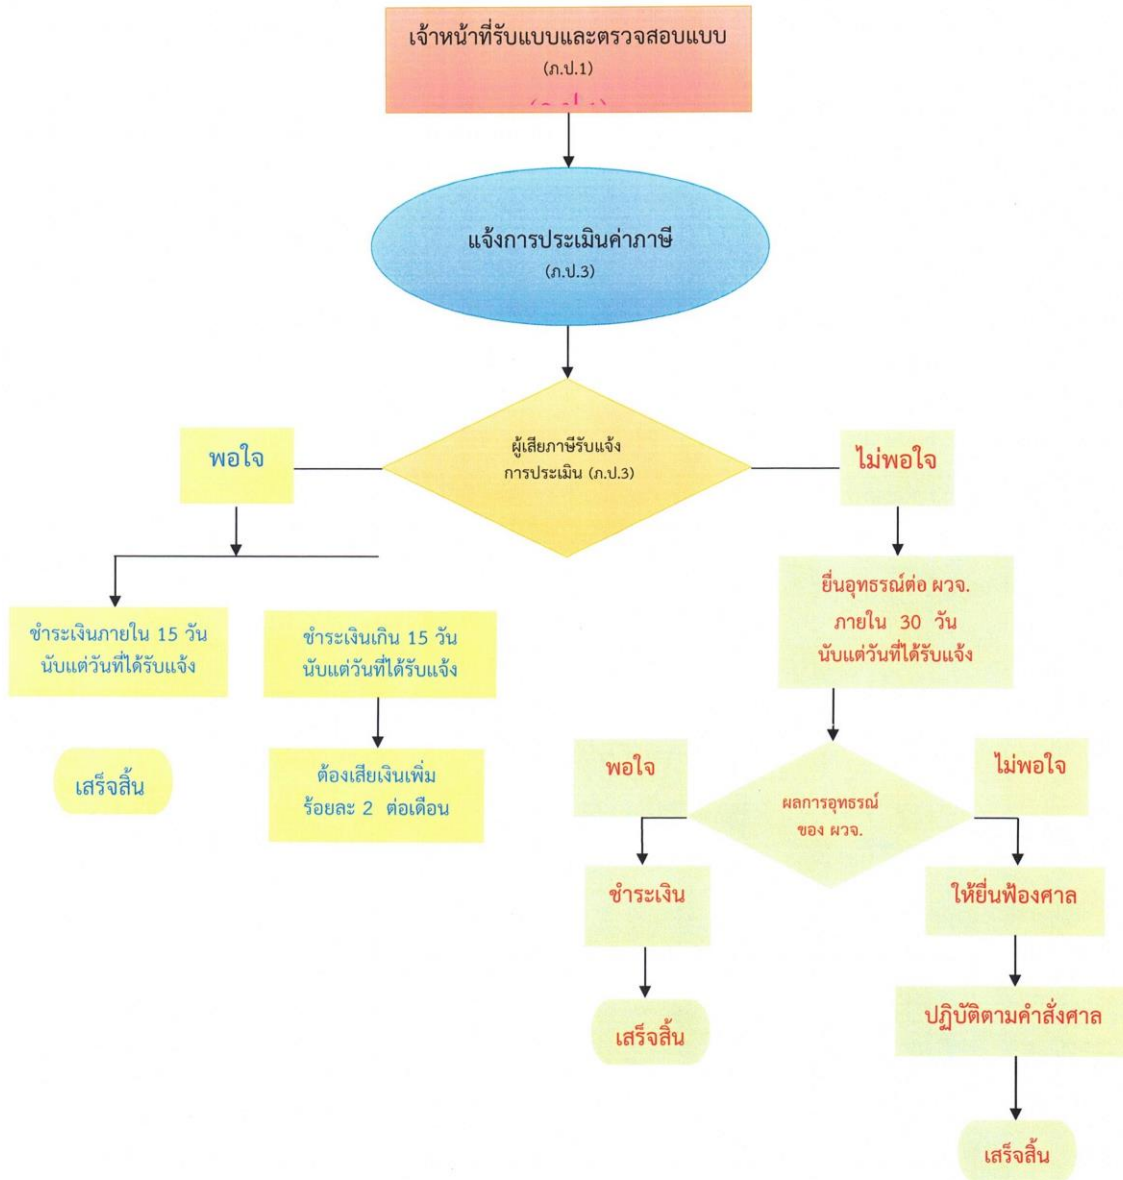 เจ้าหน้าที่รับแบบและตรวจสอบแบบ
(ภ.ป.1)
แจ้งการประเมินค่าภาษี
(ภ.ป.3)
ผู้เสียภาษีรับแจ้ง
การประเมิน (ภ.ป.3)
พอใจ
ไม่พอใจ
ชำระเงินภายใน 15 วัน
นับแต่วันที่ได้รับแจ้ง
ชำระเงินเกิน 15 วัน
นับแต่วันที่ได้รับแจ้ง
เสร็จสิ้น
ต้องเสียเงินเพิ่ม
ร้อยละ 2 ต่อเดือน
ยื่นอุทธรณ์ต่อ ผวจ.
ภายใน 30 วัน
นับแต่วันที่ได้รับแจ้ง
พอใจ
ผลการอุทธรณ์
ของ ผวจ.
ไม่พอใจ
ชำระเงิน
เสร็จสิ้น
ให้ยื่นฟ้องศาล
ปฏิบัติตามคำสั่งศาล
เสร็จสิ้น